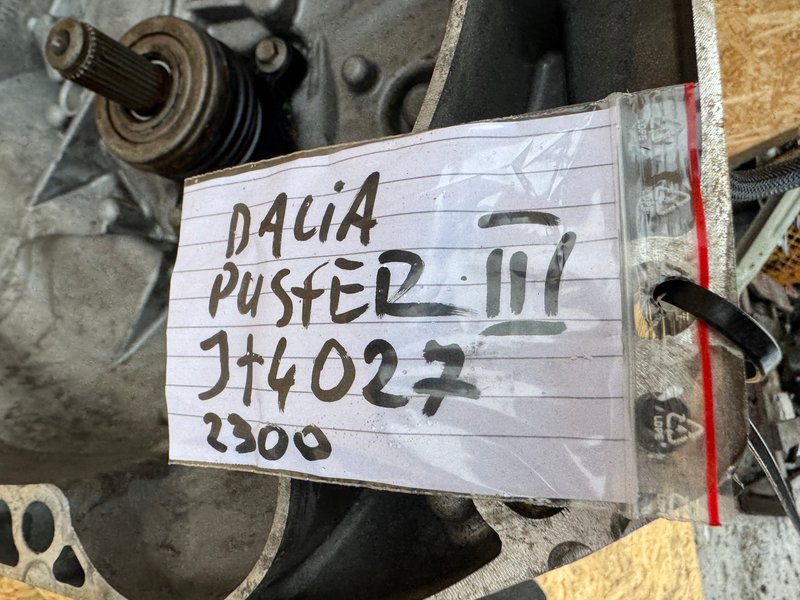 DACIA
DUSTER III
JT4027
2300